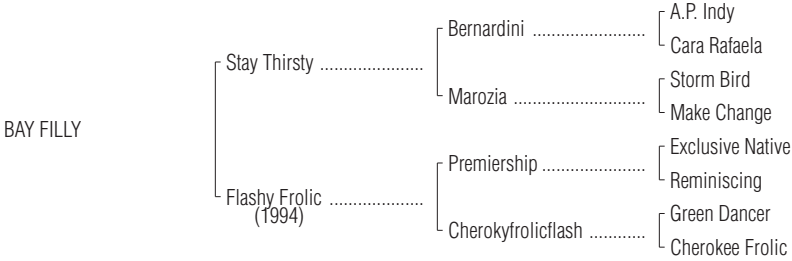 A.P. Indy
Bernardini ........................
Cara Rafaela
Stay Thirsty ......................
Storm Bird
Marozia ............................
Make Change
BAY FILLY
Exclusive Native
Premiership ......................
Reminiscing
Flashy Frolic ....................
(1994)
Green Dancer
Cherokyfrolicflash ............
Cherokee Frolic